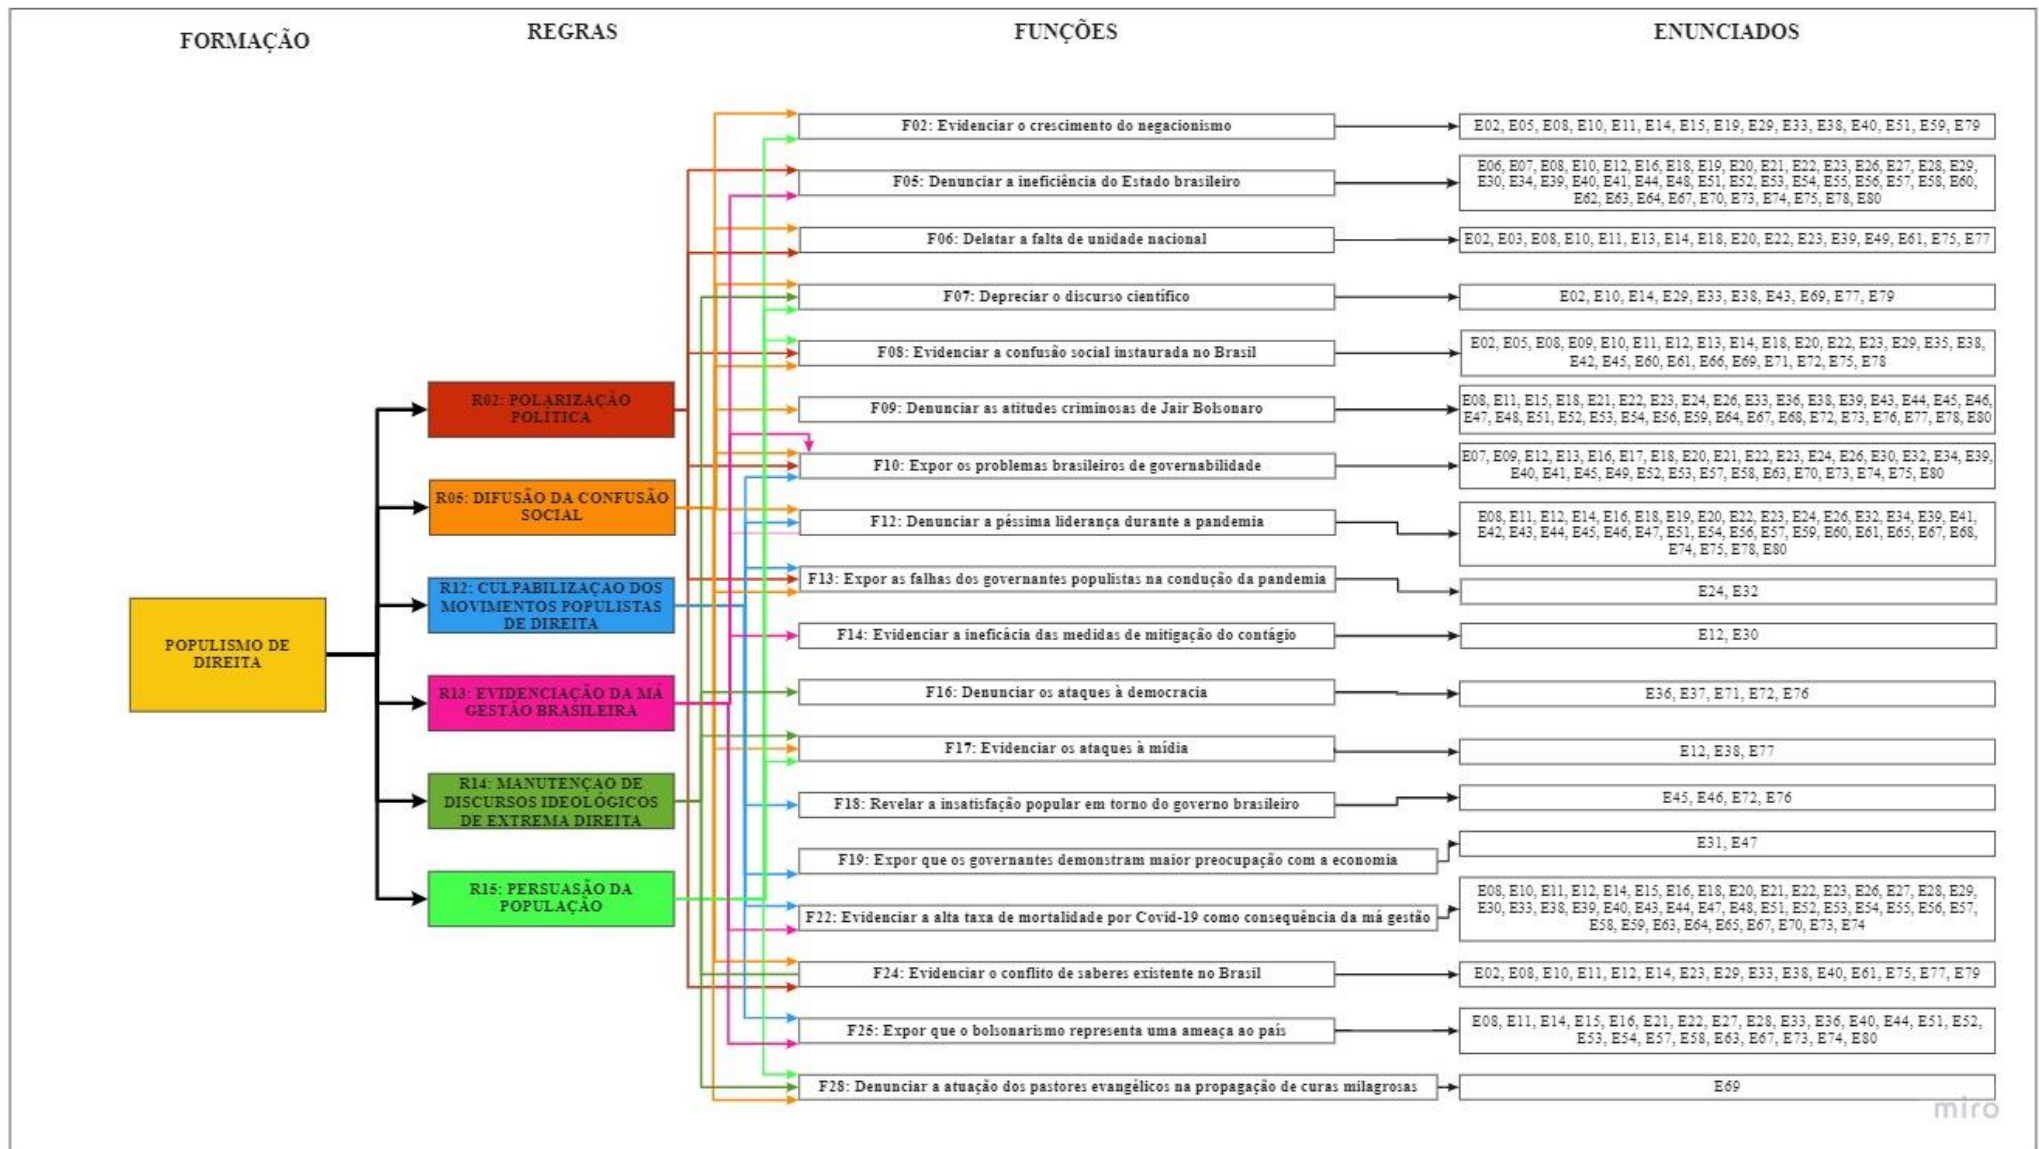 FORMAÇÃO
REGRAS
FUNÇÕES
ENUNCIADOS
POPULISMO DE
DIREITA
R02: POLARIZAÇÃO
POLÍTICA
R05: DIFUSÃO DA CONFUSÃO
SOCIAL
R12: CULPABILIZAÇÃO DOS
MOVIMENTOS POPULISTAS
DE DIREITA
R13: EVIDENCIAÇÃO DA MÁ
GESTÃO BRASILEIRA
R14: MANUTENÇÃO DE
DISCURSOS IDEOLÓGICOS
DE EXTREMA DIREITA
R15: PERSUASÃO DA
POPULAÇÃO
F02: Evidenciar o crescimento do negacionismo
E02, E05, E08, E10, E11, E14, E15, E19, E29, E33, E38, E40, E51, E59, E79
F05: Denunciar a ineficiência do Estado brasileiro
E06, E07, E08, E10, E12, E16, E18, E19, E20, E21, E22, E23, E26, E27, E28, E29,
E30, E34, E39, E40, E41, E44, E48, E51, E52, E53, E54, E55, E56, E57, E58, E60,
E62, E63, E64, E67, E70, E73, E74, E75, E78, E80
F06: Delatar a falta de unidade nacional
E02, E03, E08, E10, E11, E13, E14, E18, E20, E22, E23, E39, E49, E61, E75, E77
F07: Depreciar o discurso científico
E02, E10, E14, E29, E33, E38, E43, E69, E77, E79
F08: Evidenciar a confusão social instaurada no Brasil
E02, E05, E08, E09, E10, E11, E12, E13, E14, E18, E20, E22, E23, E29, E35, E38,
E42, E45, E60, E61, E66, E69, E71, E72, E75, E78
F09: Denunciar as atitudes criminosas de Jair Bolsonaro
E08, E11, E15, E18, E21, E22, E23, E24, E26, E33, E36, E38, E39, E43, E44, E45, E46,
E47, E48, E51, E52, E53, E54, E56, E59, E64, E67, E68, E72, E73, E76, E77, E78, E80
F10: Expor os problemas brasileiros de governabilidade
E07, E09, E12, E13, E16, E17, E18, E20, E21, E22, E23, E24, E26, E30, E32, E34, E39,
E40, E41, E45, E49, E52, E53, E57, E58, E63, E70, E73, E74, E75, E80
F12: Denunciar a péssima liderança durante a pandemia
E08, E11, E12, E14, E16, E18, E19, E20, E22, E23, E24, E26, E32, E34, E39, E41,
E42, E43, E44, E45, E46, E47, E51, E54, E56, E57, E59, E60, E61, E65, E67, E68,
E74, E75, E78, E80
F13: Expor as falhas dos governantes populistas na condução da pandemia
E24, E32
F14: Evidenciar a ineficácia das medidas de mitigação do contágio
E12, E30
F16: Denunciar os ataques à democracia
E36, E37, E71, E72, E76
F17: Evidenciar os ataques à mídia
E12, E38, E77
F18: Revelar a insatisfação popular em torno do governo brasileiro
E45, E46, E72, E76
F19: Expor que os governantes demonstram maior preocupação com a economia
E31, E47
F22: Evidenciar a alta taxa de mortalidade por Covid-19 como consequência da má gestão
E08, E10, E11, E12, E14, E15, E16, E18, E20, E21, E22, E23, E26, E27, E28, E29,
E30, E33, E38, E39, E40, E43, E44, E47, E48, E51, E52, E53, E54, E55, E56, E57,
E58, E59, E63, E64, E65, E67, E70, E73, E74
F24: Evidenciar o conflito de saberes existente no Brasil
E02, E08, E10, E11, E12, E14, E23, E29, E33, E38, E40, E61, E75, E77, E79
F25: Expor que o bolsonarismo representa uma ameaça ao país
E08, E11, E14, E15, E16, E21, E22, E27, E28, E33, E36, E40, E44, E51, E52,
E53, E54, E57, E58, E63, E67, E73, E74, E80
F28: Denunciar a atuação dos pastores evangélicos na propagação de curas milagrosas
E69
miro